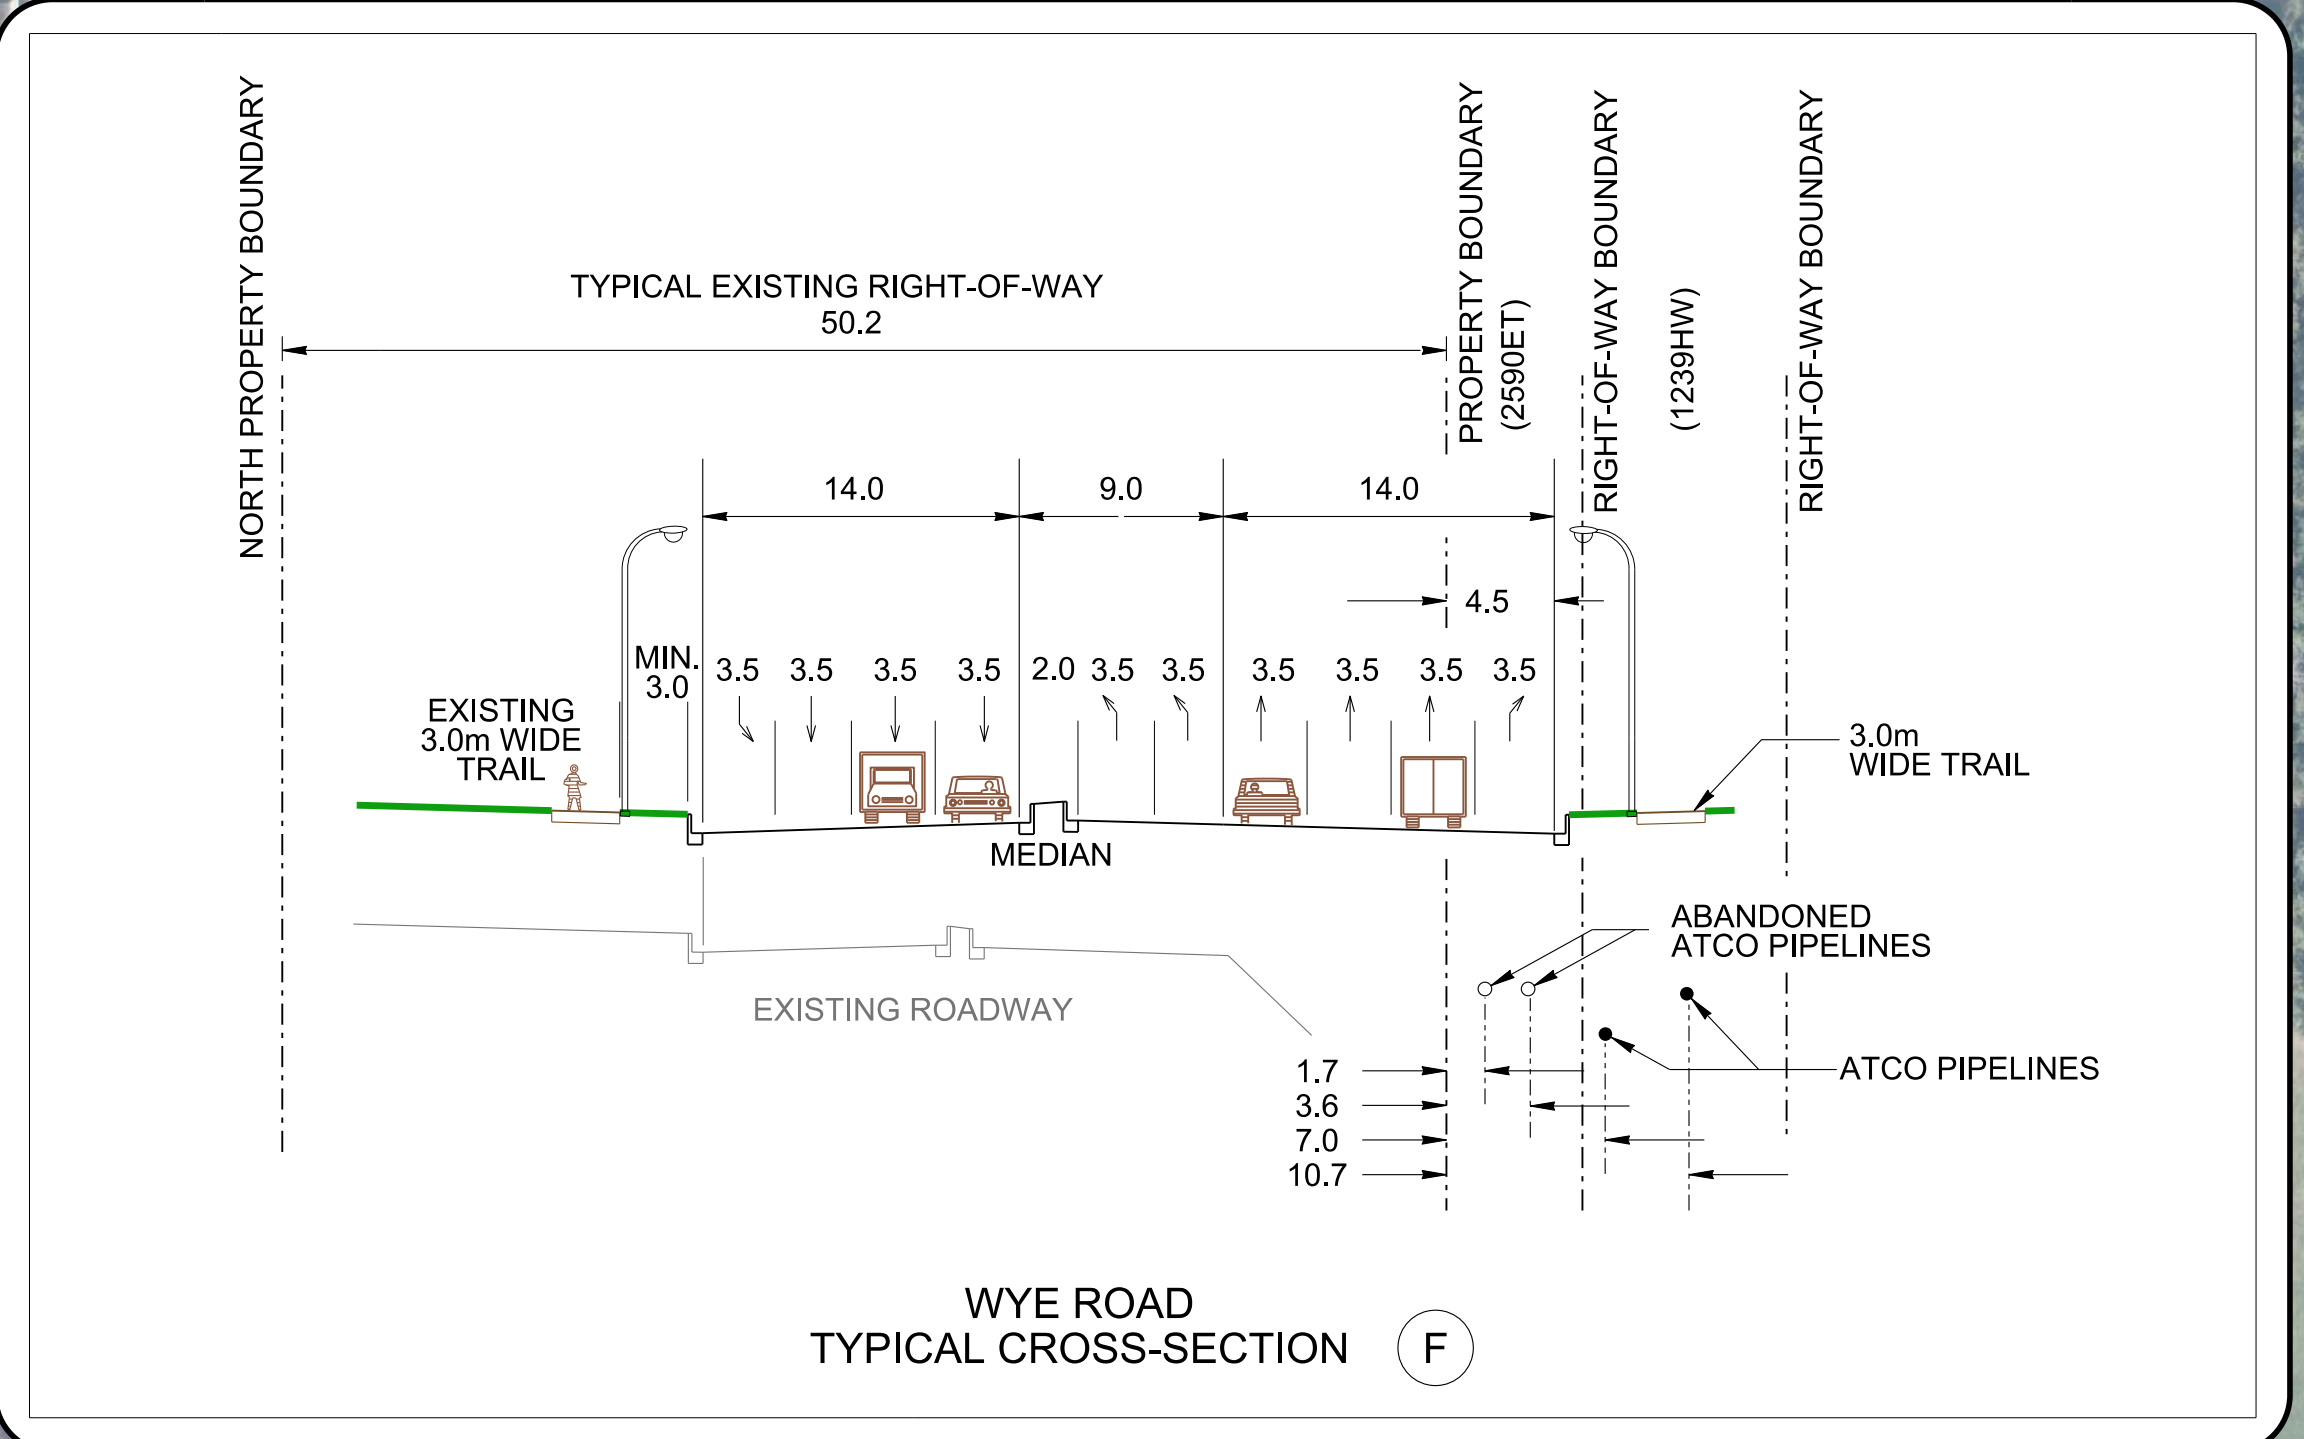 NORTH PROPERTY BOUNDARY
TYPICAL EXISTING RIGHT-OF-WAY
50.2
PROPERTY BOUNDARY
(2590ET)
RIGHT-OF-WAY BOUNDARY
(1239HW)
RIGHT-OF-WAY BOUNDARY
14.0
9.0
14.0
4.5
MIN.
3.0
3.5 3.5 3.5 3.5 2.0 3.5 3.5 3.5 3.5 3.5 3.5
EXISTING
3.0m WIDE
TRAIL
3.0m
WIDE TRAIL
MEDIAN
EXISTING ROADWAY
ABANDONED
ATCO PIPELINES
ATCO PIPELINES
1.7
3.6
7.0
10.7
WYE ROAD
TYPICAL CROSS-SECTION
F